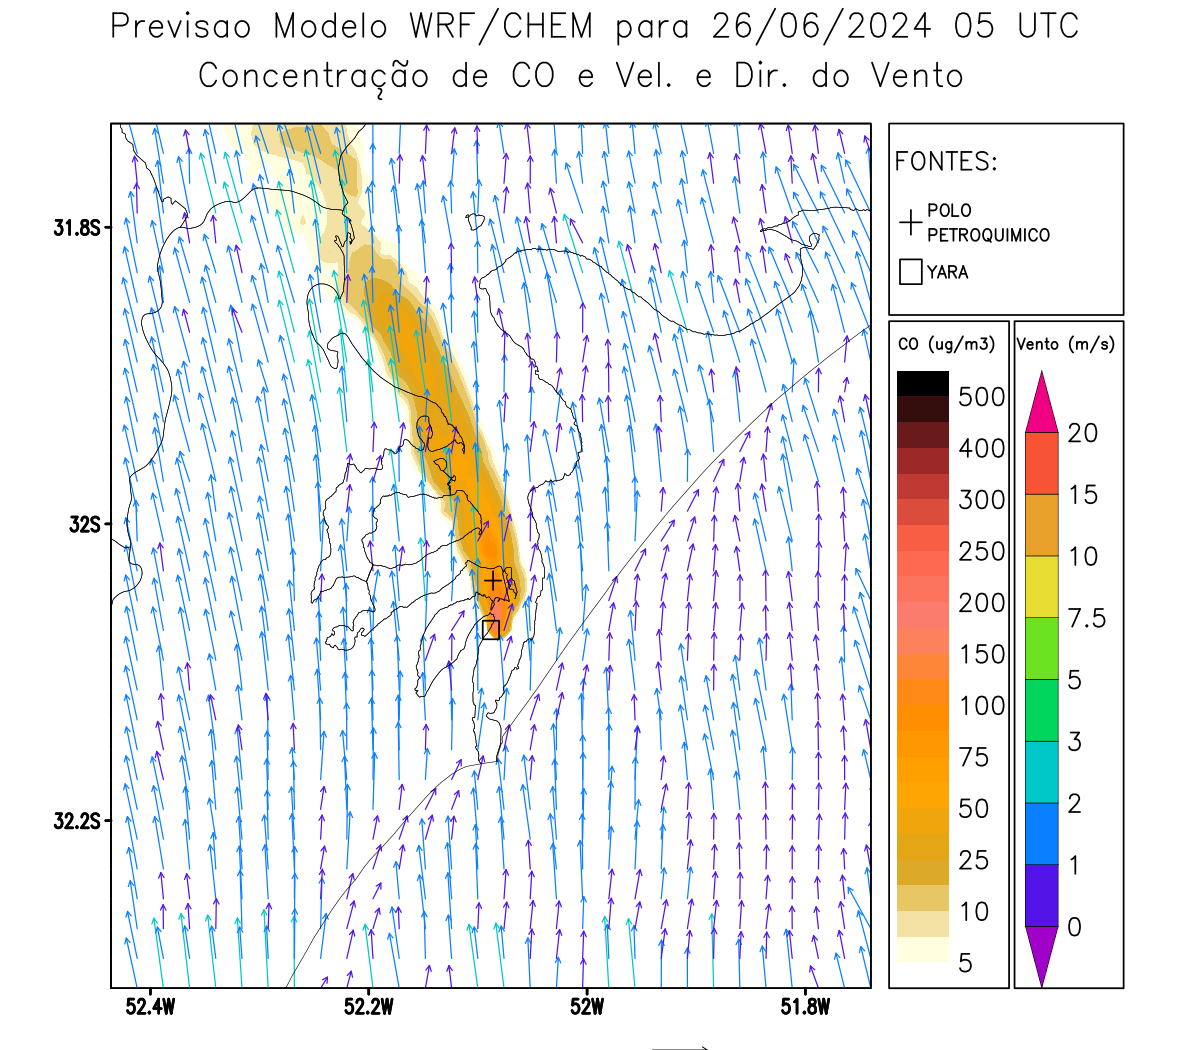 Previsao Modelo WRF/CHEM para 26/06/2024 05 UTC
Concentração de CO e Vel. e Dir. do Vento
FONTES:
POLO
PETROQUIMICO
YARA
31.8S
32S
32.2S
52.4W
52.2W
52W
51.8W
CO (ug/m3)
500
400
300
250
200
150
100
75
50
25
10
5
Vento (m/s)
20
15
10
7.5
5
3
2
1
0